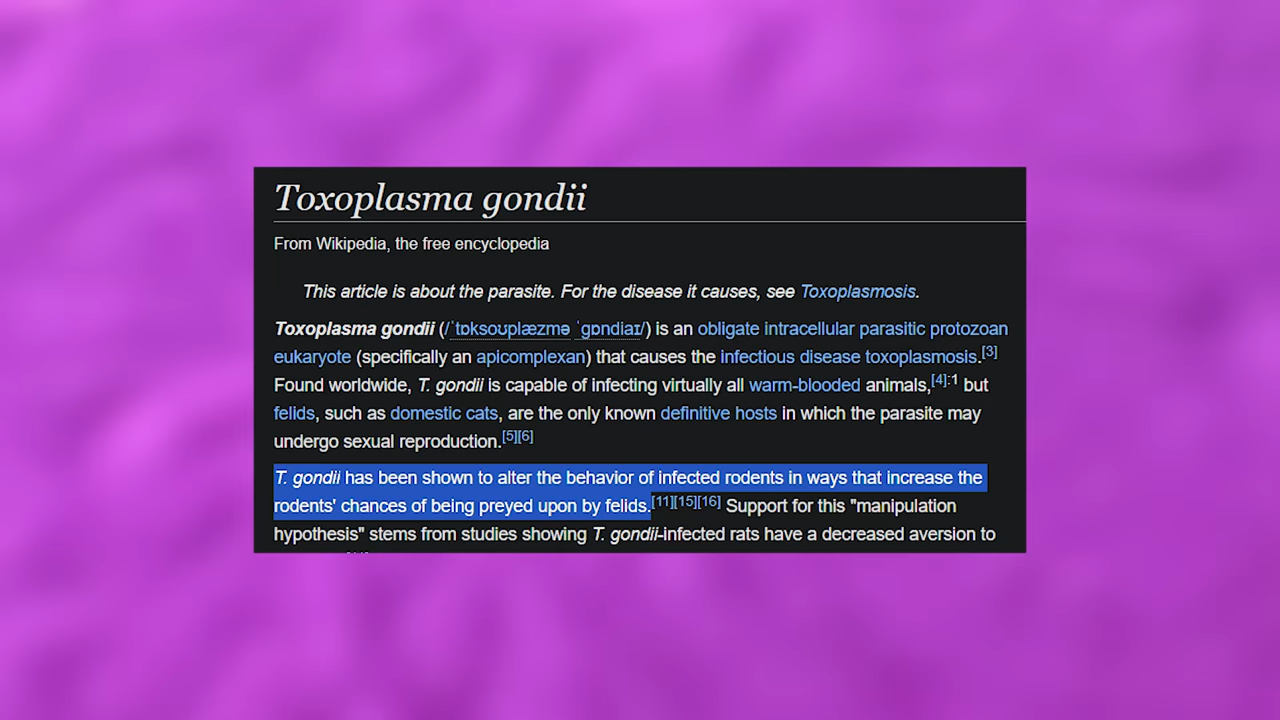 Toxoplasma gondii
From Wikipedia, the free encyclopedia
This article is about the parasite. For the disease it causes, see Toxoplasmosis.
Toxoplasma gondii (/ˈtɒksoʊplæzmə ˈɡɒndiaɪ/) is an obligate intracellular parasitic protozoan
eukaryote (specifically an apicomplexan) that causes the infectious disease toxoplasmosis.[3]
Found worldwide, T. gondii is capable of infecting virtually all warm-blooded animals,[4]:1 but
felids, such as domestic cats, are the only known definitive hosts in which the parasite may
undergo sexual reproduction.[5][6]
T. gondii has been shown to alter the behavior of infected rodents in ways that increase the
rodents' chances of being preyed upon by felids.[11][15][16] Support for this "manipulation
hypothesis" stems from studies showing T. gondii-infected rats have a decreased aversion to